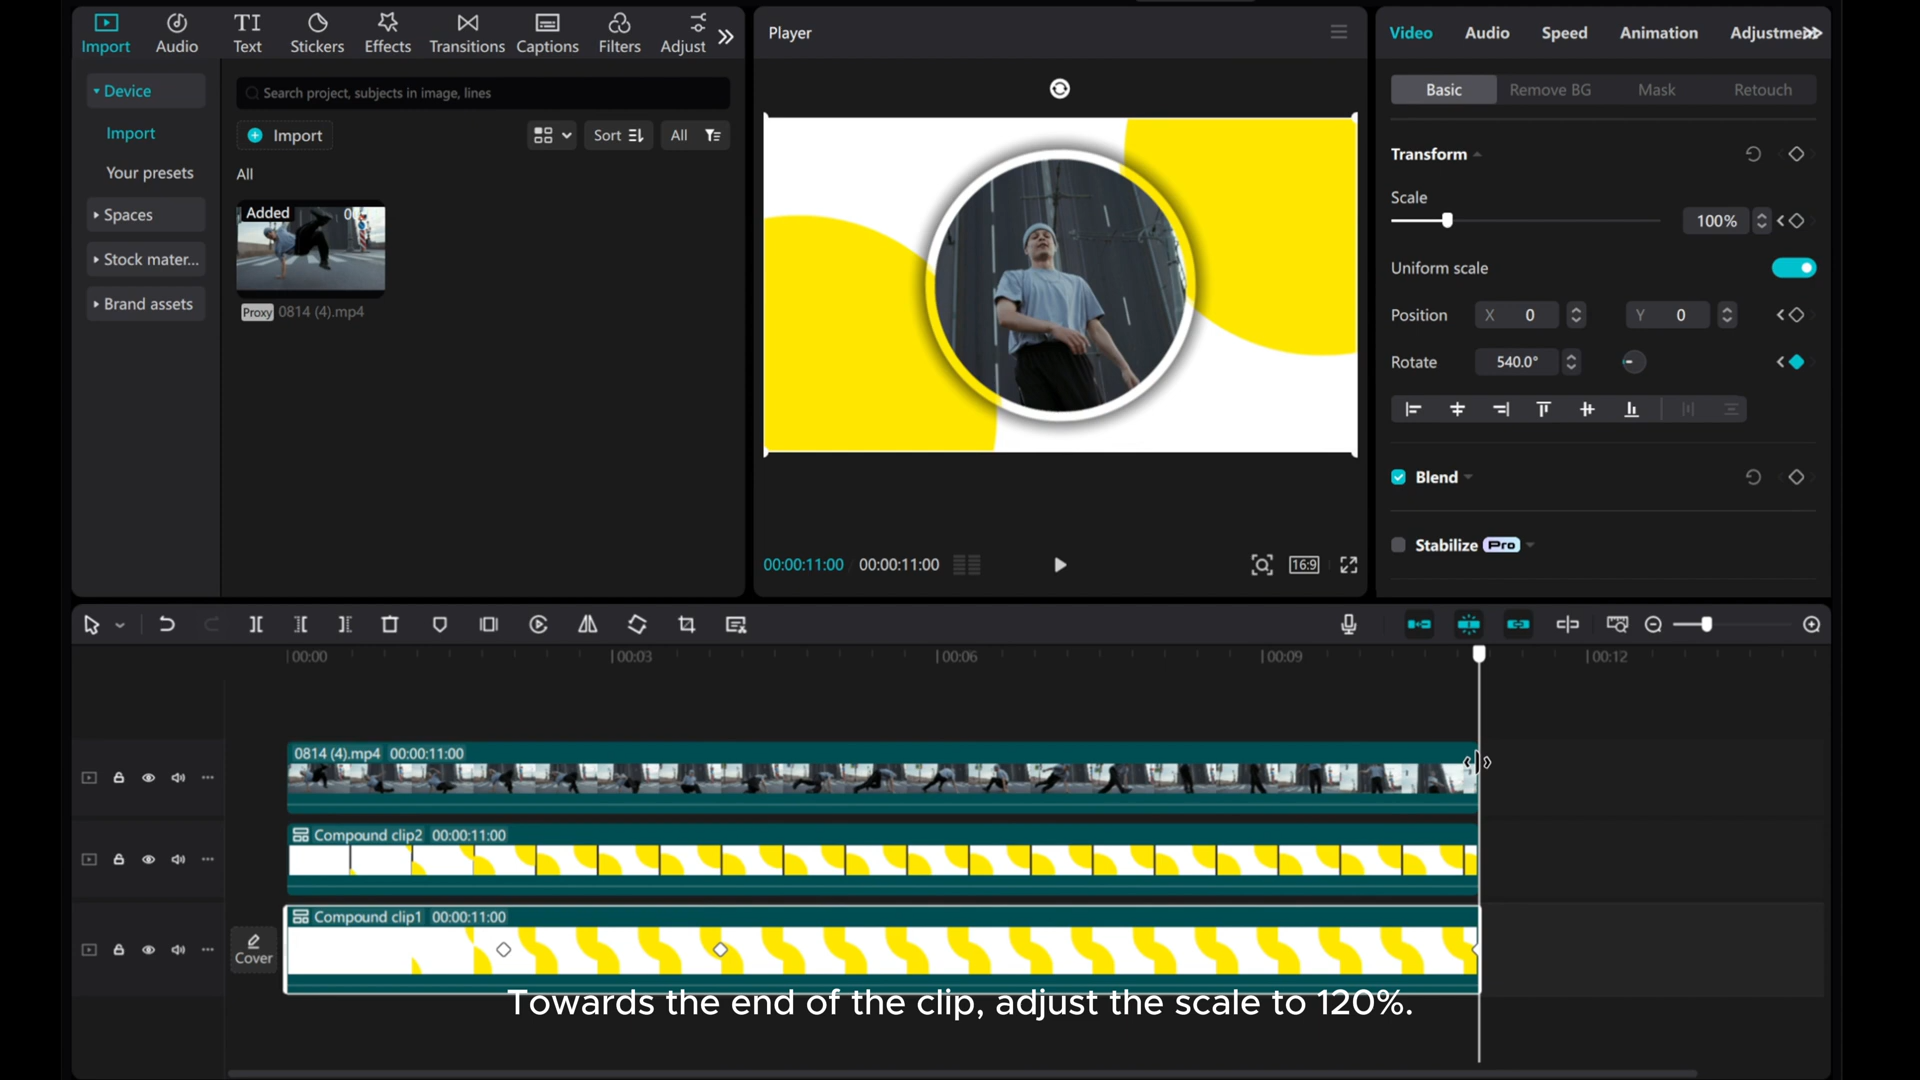 Import
Audio
Text
Stickers
Effects
Transitions
Captions
Filters
Adjust
Device
Import
Your presets
Spaces
Stock mater...
Brand assets
Search project, subjects in image, lines
Import
Sort
All
All
Added
Proxy
0814 (4).mp4
Player
00:00:11:00
00:00:11:00
16:9
Video
Audio
Speed
Animation
Basic
Remove BG
Mask
Retouch
Transform
Scale
100%
Uniform scale
Position
X
0
Y
0
Rotate
540.0°
Blend
Stabilize
Pro
00:00
00:03
00:06
00:09
00:12
0814 (4).mp4 00:00:11:00
Compound clip2 00:00:11:00
Compound clip1 00:00:11:00
Cover
Towards the end of the clip, adjust the scale to 120%.